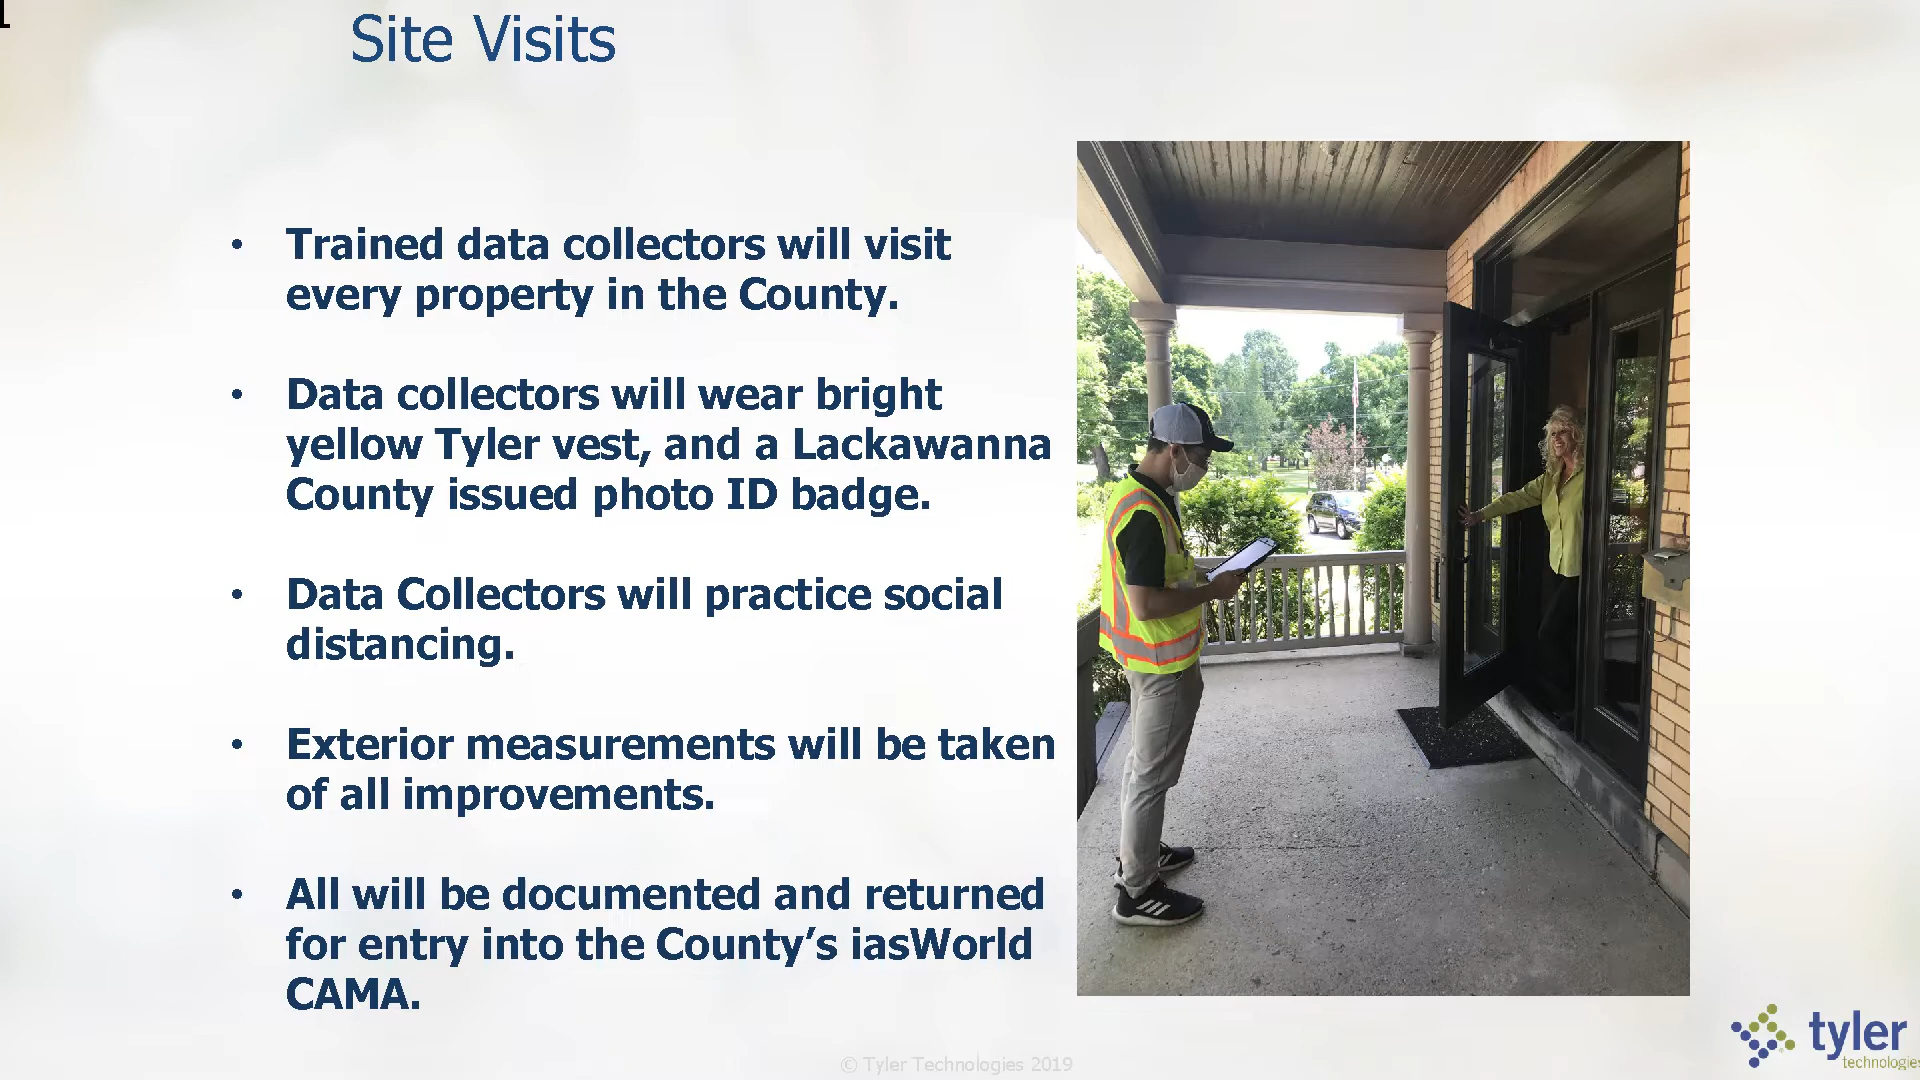 Site Visits
• Trained data collectors will visit
every property in the County.
• Data collectors will wear bright
yellow Tyler vest, and a Lackawanna
County issued photo ID badge.
• Data Collectors will practice social
distancing.
• Exterior measurements will be taken
of all improvements.
• All will be documented and returned
for entry into the County’s iasWorld
CAMA.
© Tyler Technologies 2019
tyler
technologies